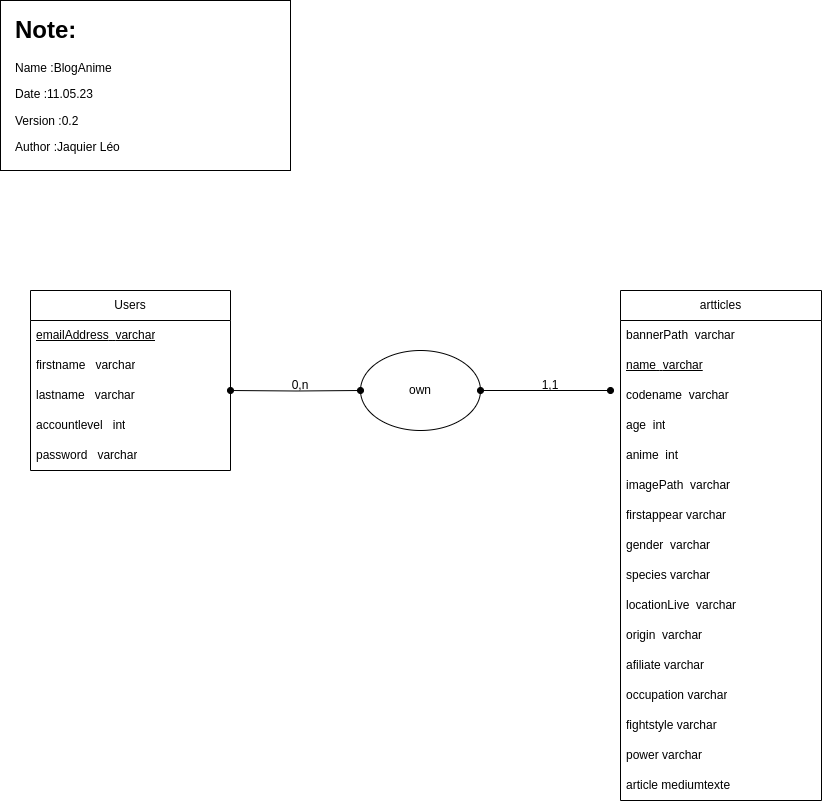 Note:
Name :BlogAnime
Date :11.05.23
Version :0.2
Author :Jaquier Léo
Users
emailAddress varchar
firstname varchar
lastname varchar
accountlevel int
password varchar
0,n
own
1,1
artticles
bannerPath varchar
name varchar
codename varchar
age int
anime int
imagePath varchar
firstappear varchar
gender varchar
species varchar
locationLive varchar
origin varchar
afiliate varchar
occupation varchar
fightstyle varchar
power varchar
article mediumtexte